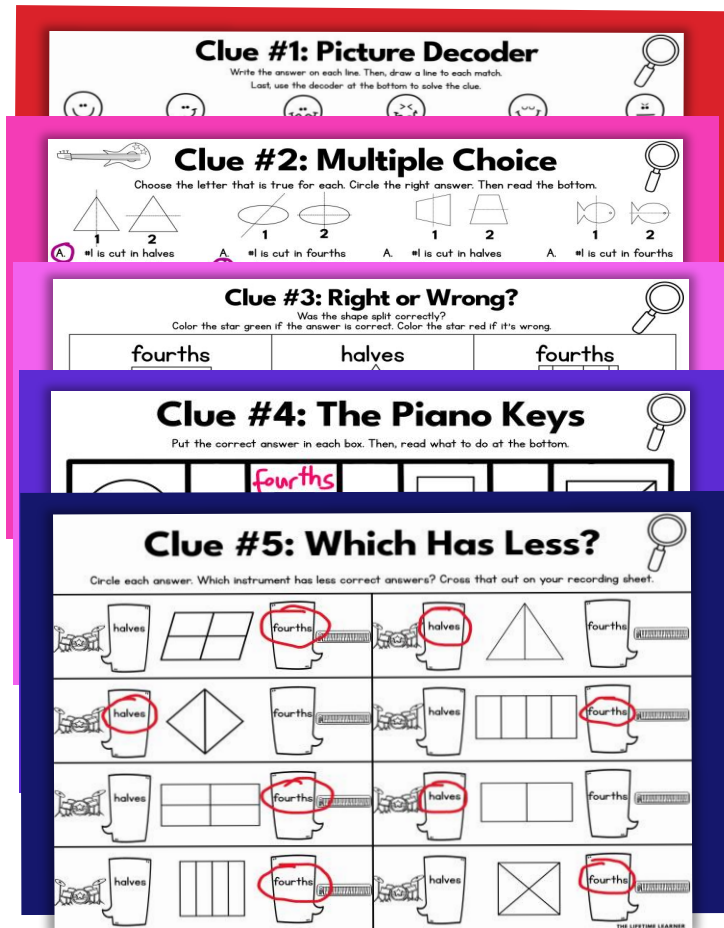 Clue #1: Picture Decoder
Write the answer on each line. Then, draw a line to each match.
Last, use the decoder at the bottom to solve the clue.
Clue #2: Multiple Choice
Choose the letter that is true for each. Circle the right answer. Then read the bottom.
1 2 1 2 1 2 1 2
A. #1 is cut in halves A. #1 is cut in fourths A. #1 is cut in halves A. #1 is cut in fourths
Clue #3: Right or Wrong?
Was the shape split correctly?
Color the star green if the answer is correct. Color the star red if it's wrong.
fourths halves fourths
Clue #4: The Piano Keys
Put the correct answer in each box. Then, read what to do at the bottom.
fourths
Clue #5: Which Has Less?
Circle each answer. Which instrument has less correct answers? Cross that out on your recording sheet.
halves fourths halves fourths
halves fourths halves fourths
halves fourths halves fourths
halves fourths halves fourths
THE LIFETIME LEARNER